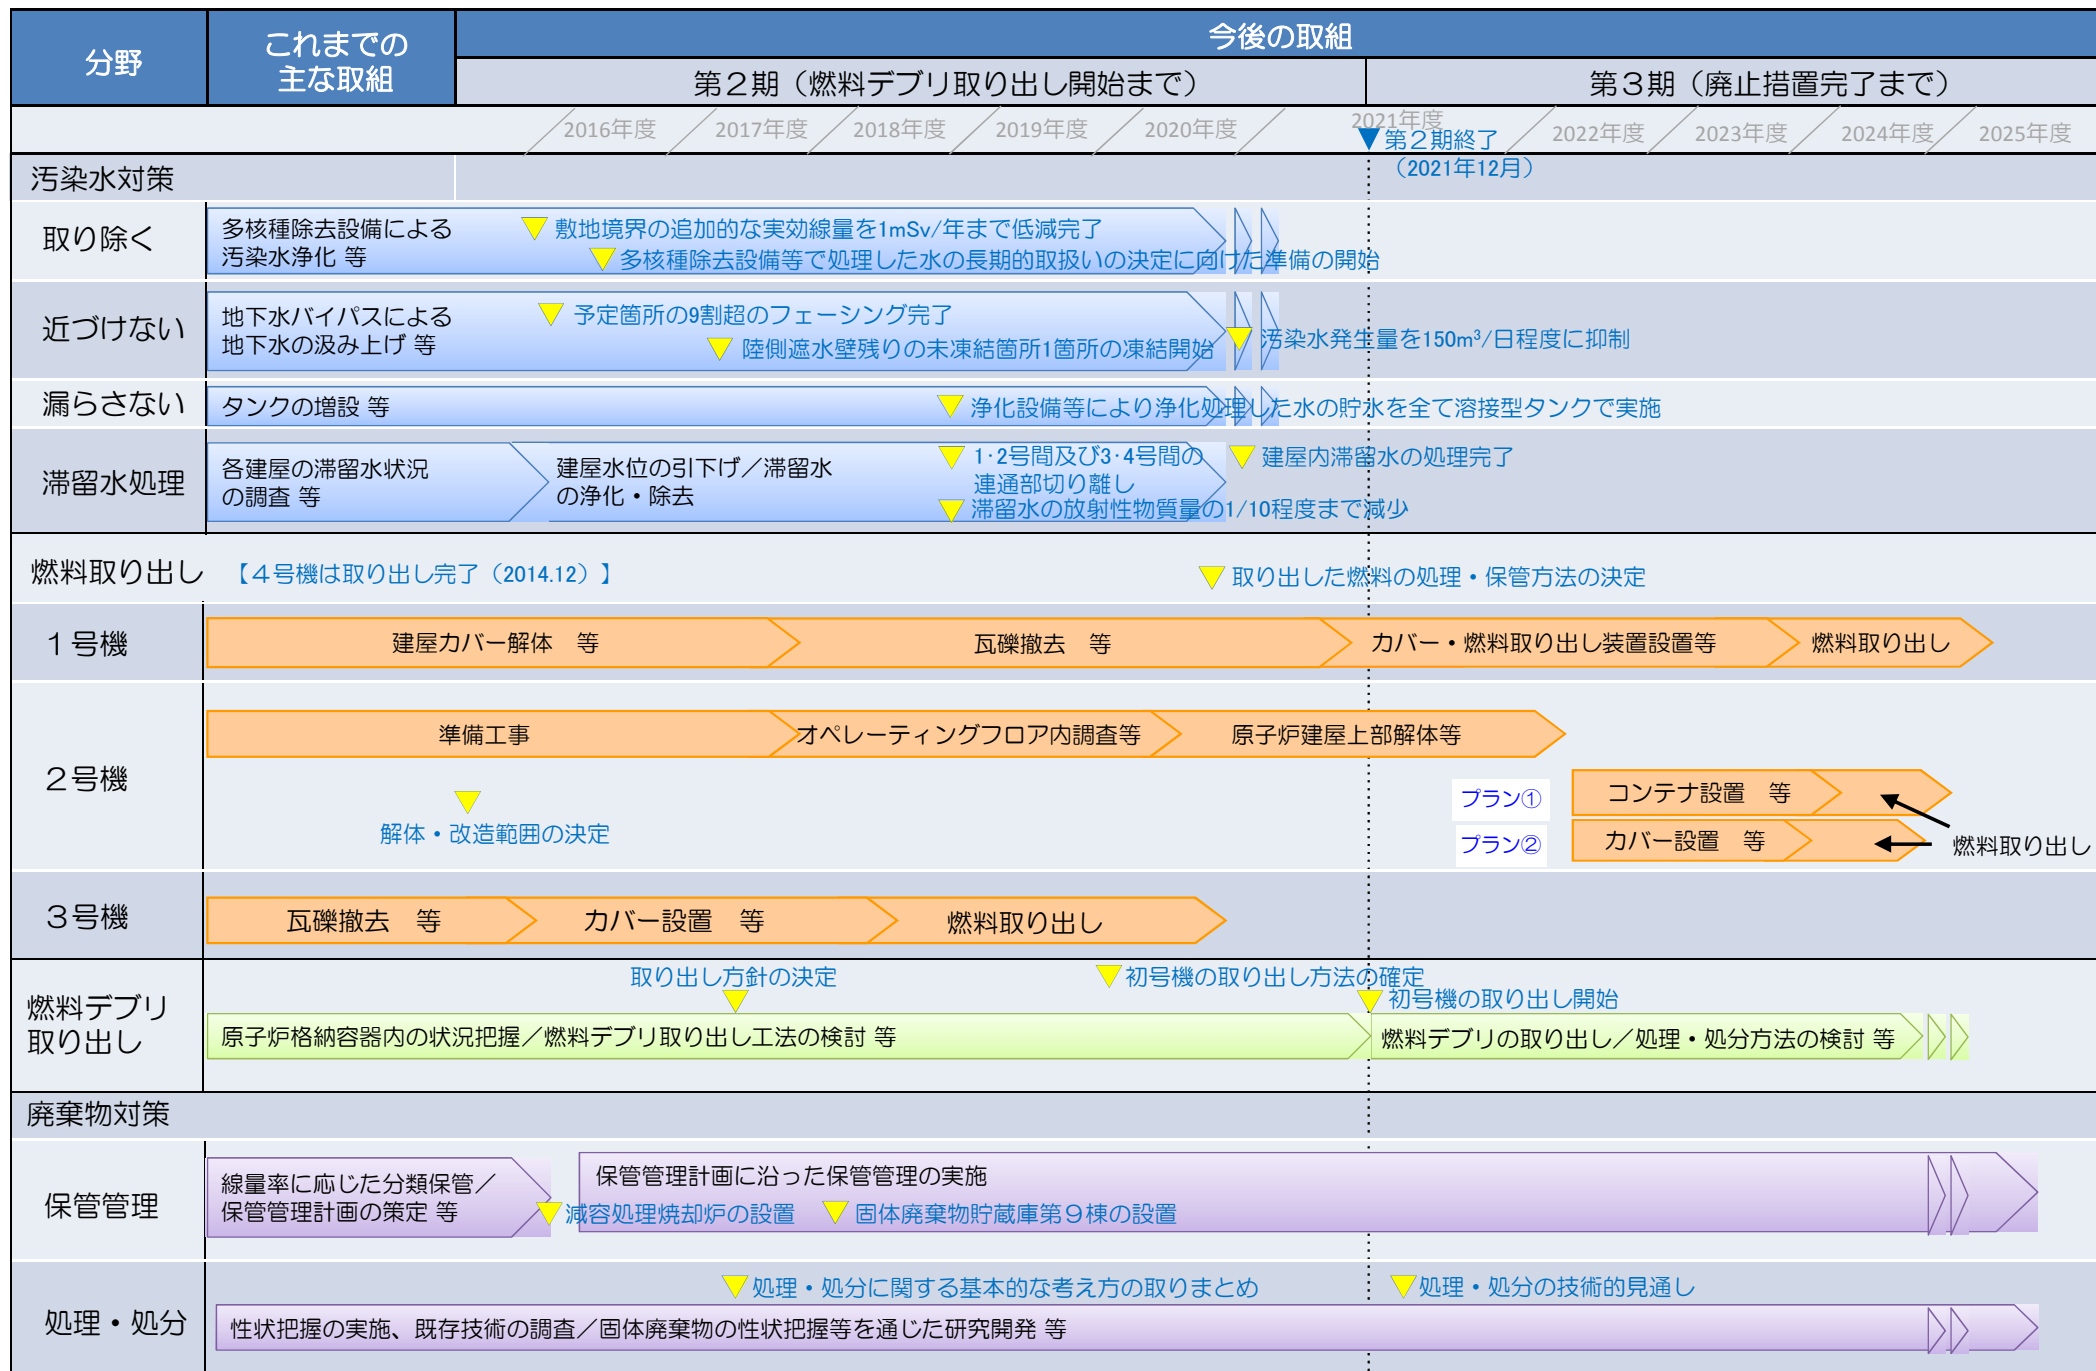 分野
これまでの
主な取組
今後の取組
第２期（燃料デブリ取り出し開始まで）
第３期（廃止措置完了まで）
2016年度
2017年度
2018年度
2019年度
2020年度
2021年度
2022年度
2023年度
2024年度
2025年度
第２期終了
（2021年12月）
汚染水対策
取り除く
多核種除去設備による
汚染水浄化 等
敷地境界の追加的な実効線量を1mSv/年まで低減完了
多核種除去設備等で処理した水の長期的取扱いの決定に向けた準備の開始
近づけない
地下水バイパスによる
地下水の汲み上げ 等
予定箇所の9割超のフェーシング完了
陸側遮水壁残りの未凍結箇所1箇所の凍結開始
汚染水発生量を150m³/日程度に抑制
漏らさない
タンクの増設 等
浄化設備等により浄化処理した水の貯水を全て溶接型タンクで実施
滞留水処理
各建屋の滞留水状況
の調査 等
建屋水位の引下げ／滞留水
の浄化・除去
1･2号間及び3･4号間の
連通部切り離し
滞留水の放射性物質量の1/10程度まで減少
建屋内滞留水の処理完了
燃料取り出し
【４号機は取り出し完了（2014.12）】
取り出した燃料の処理・保管方法の決定
１号機
建屋カバー解体　等
瓦礫撤去　等
カバー・燃料取り出し装置設置等
燃料取り出し
２号機
準備工事
オペレーティングフロア内調査等
原子炉建屋上部解体等
解体・改造範囲の決定
プラン①
コンテナ設置　等
プラン②
カバー設置　等
燃料取り出し
３号機
瓦礫撤去　等
カバー設置　等
燃料取り出し
燃料デブリ
取り出し
取り出し方針の決定
初号機の取り出し方法の確定
初号機の取り出し開始
原子炉格納容器内の状況把握／燃料デブリ取り出し工法の検討 等
燃料デブリの取り出し／処理・処分方法の検討 等
廃棄物対策
保管管理
線量率に応じた分類保管／
保管管理計画の策定 等
保管管理計画に沿った保管管理の実施
減容処理焼却炉の設置
固体廃棄物貯蔵庫第９棟の設置
処理・処分
処理・処分に関する基本的な考え方の取りまとめ
処理・処分の技術的見通し
性状把握の実施、既存技術の調査／固体廃棄物の性状把握等を通じた研究開発 等